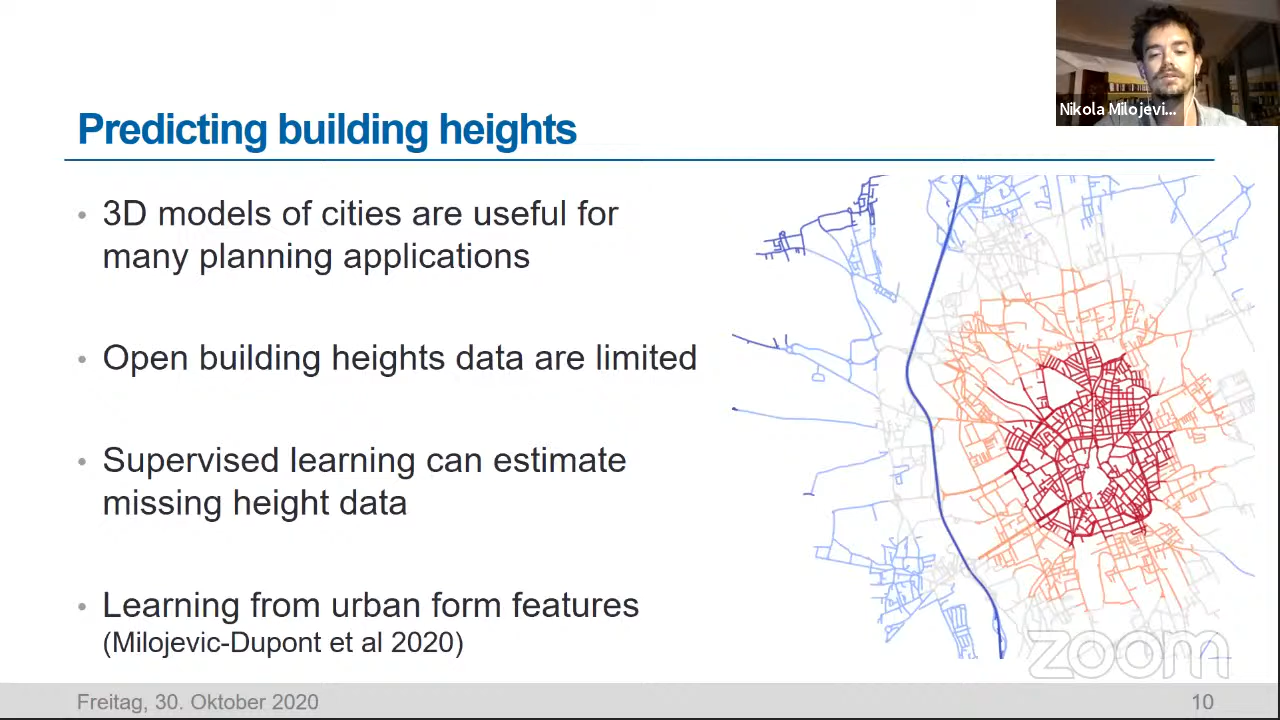 Nikola Milojevi...
Predicting building heights
• 3D models of cities are useful for
many planning applications
• Open building heights data are limited
• Supervised learning can estimate
missing height data
• Learning from urban form features
(Milojevic-Dupont et al 2020)
zoom
Freitag, 30. Oktober 2020
10